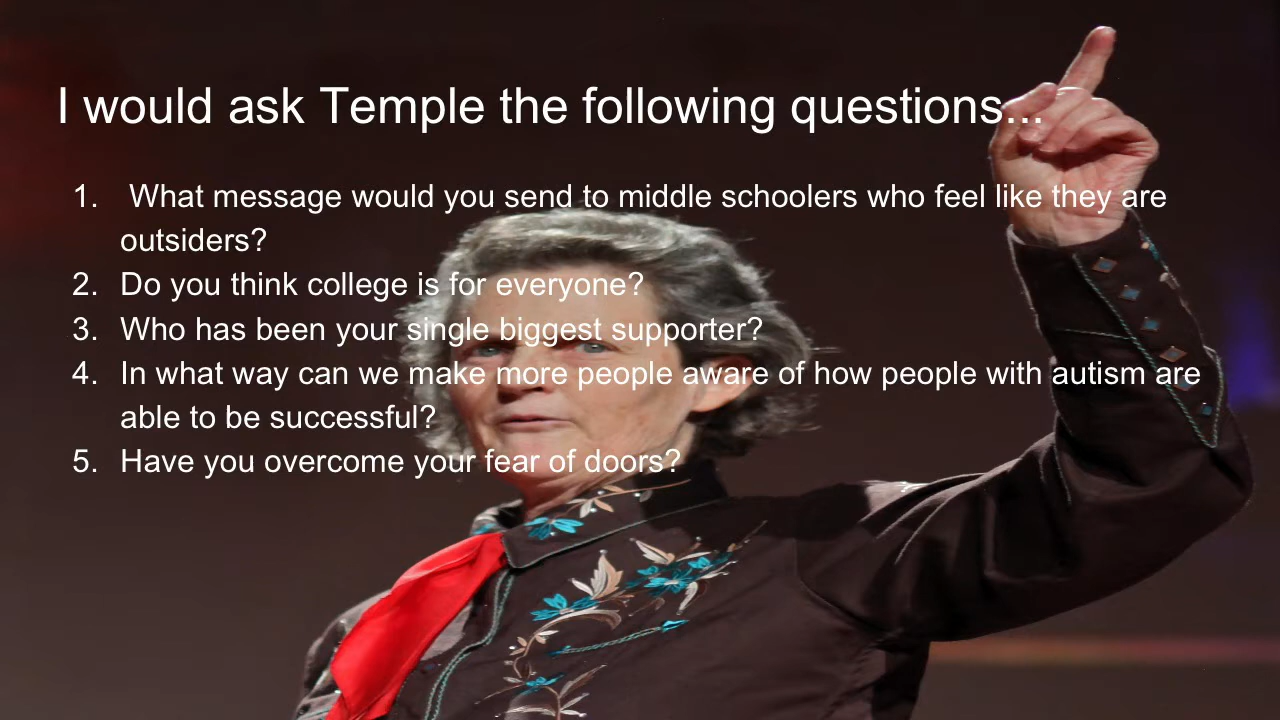 I would ask Temple the following questions...
1. What message would you send to middle schoolers who feel like they are
outsiders?
2. Do you think college is for everyone?
3. Who has been your single biggest supporter?
4. In what way can we make more people aware of how people with autism are
able to be successful?
5. Have you overcome your fear of doors?